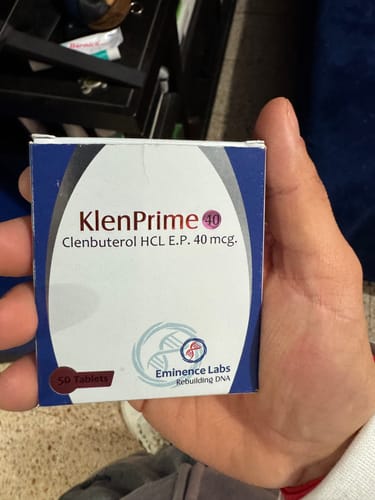 KlenPrime 40
Clenbuterol HCL E.P. 40 mcg.
Eminence Labs
Rebuilding DNA
50 Tablets